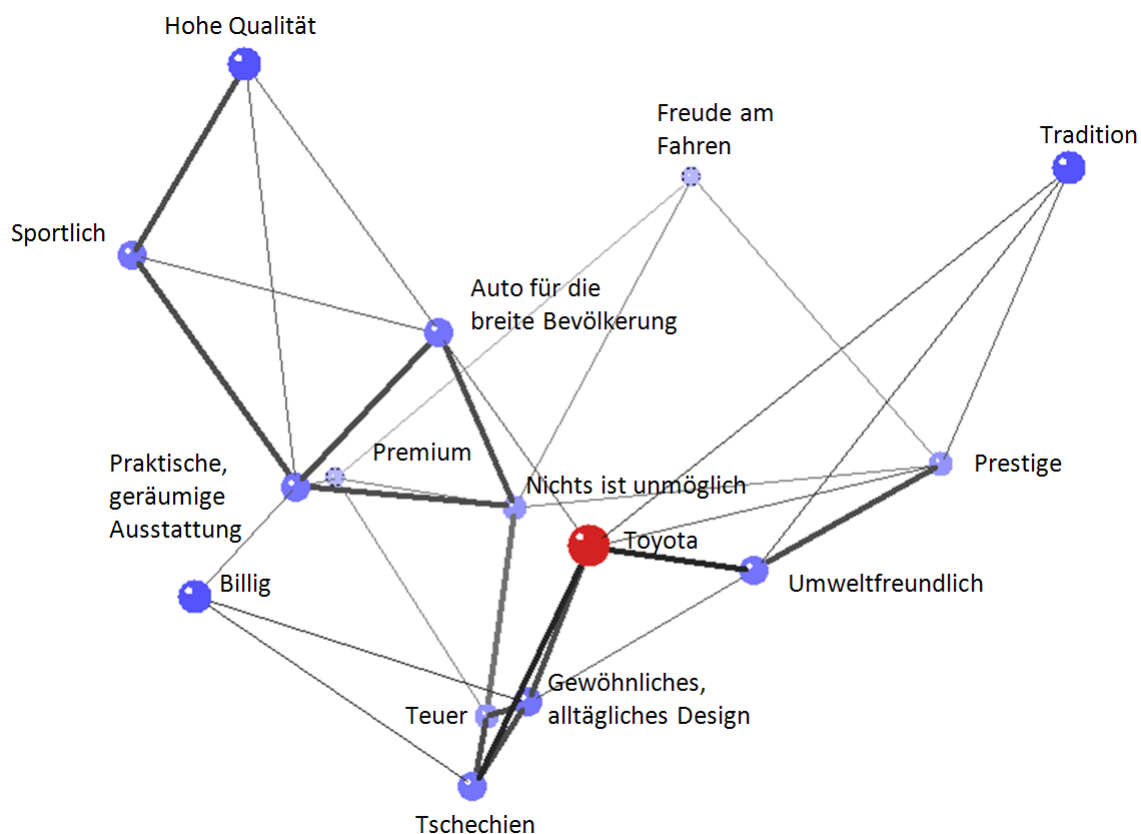 Hohe Qualität
Freude am
Fahren
Tradition
Sportlich
Auto für die
breite Bevölkerung
Premium
Praktische,
geräumige
Ausstattung
Nichts ist unmöglich
Prestige
Toyota
Billig
Umweltfreundlich
Gewöhnliches,
alltägliches Design
Teuer
Tschechien